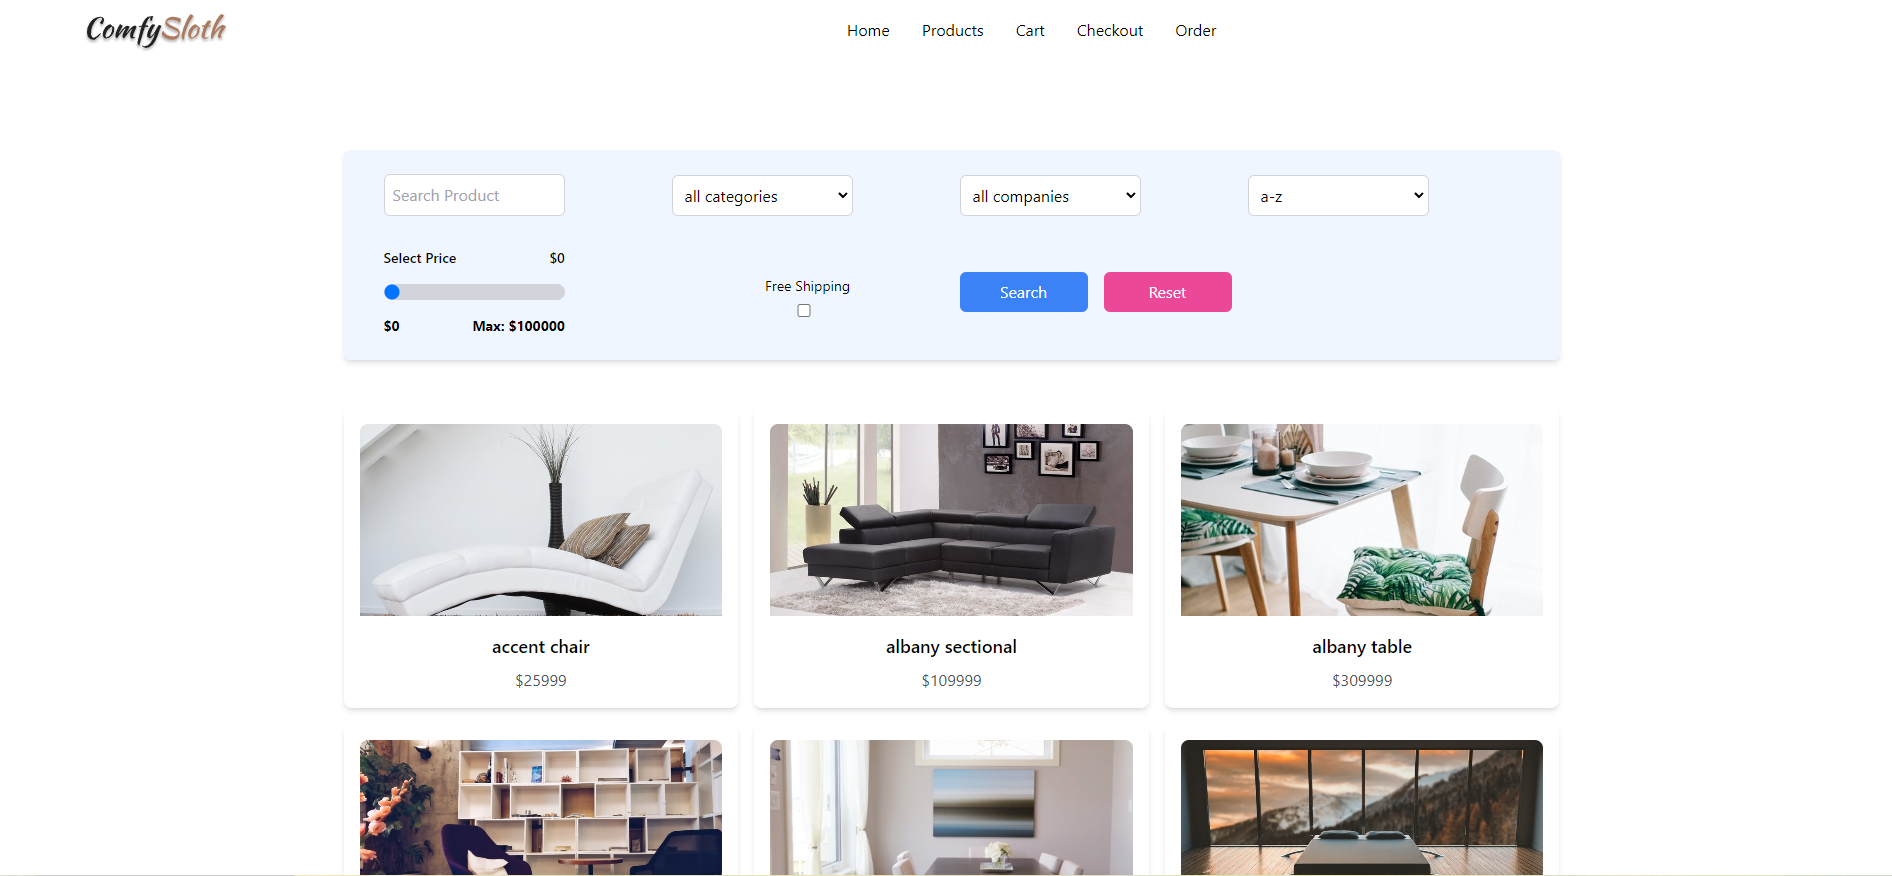 ComfySloth
Home Products Cart Checkout Order
Search Product
all categories
all companies
a-z
Select Price $0
$0 Max: $100000
Free Shipping
Search
Reset
accent chair
$25999
albany sectional
$109999
albany table
$309999